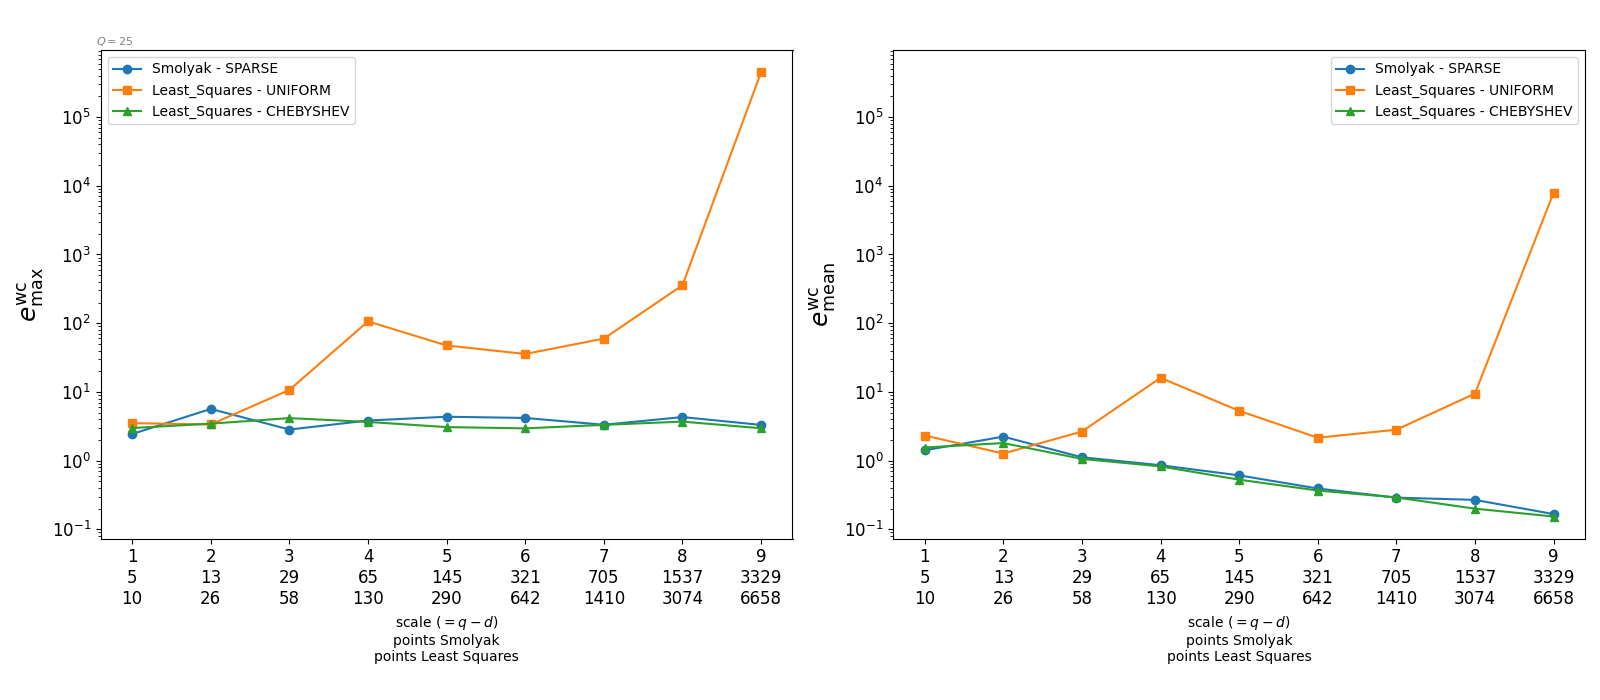 Q = 25
Smolyak - SPARSE
Least_Squares - UNIFORM
Least_Squares - CHEBYSHEV
10^5
10^4
10^3
10^2
10^1
10^0
10^-1
e^wc_max
1 2 3 4 5 6 7 8 9
5 13 29 65 145 321 705 1537 3329
10 26 58 130 290 642 1410 3074 6658
scale (= q − d)
points Smolyak
points Least Squares
Smolyak - SPARSE
Least_Squares - UNIFORM
Least_Squares - CHEBYSHEV
10^5
10^4
10^3
10^2
10^1
10^0
10^-1
e^wc_mean
1 2 3 4 5 6 7 8 9
5 13 29 65 145 321 705 1537 3329
10 26 58 130 290 642 1410 3074 6658
scale (= q − d)
points Smolyak
points Least Squares